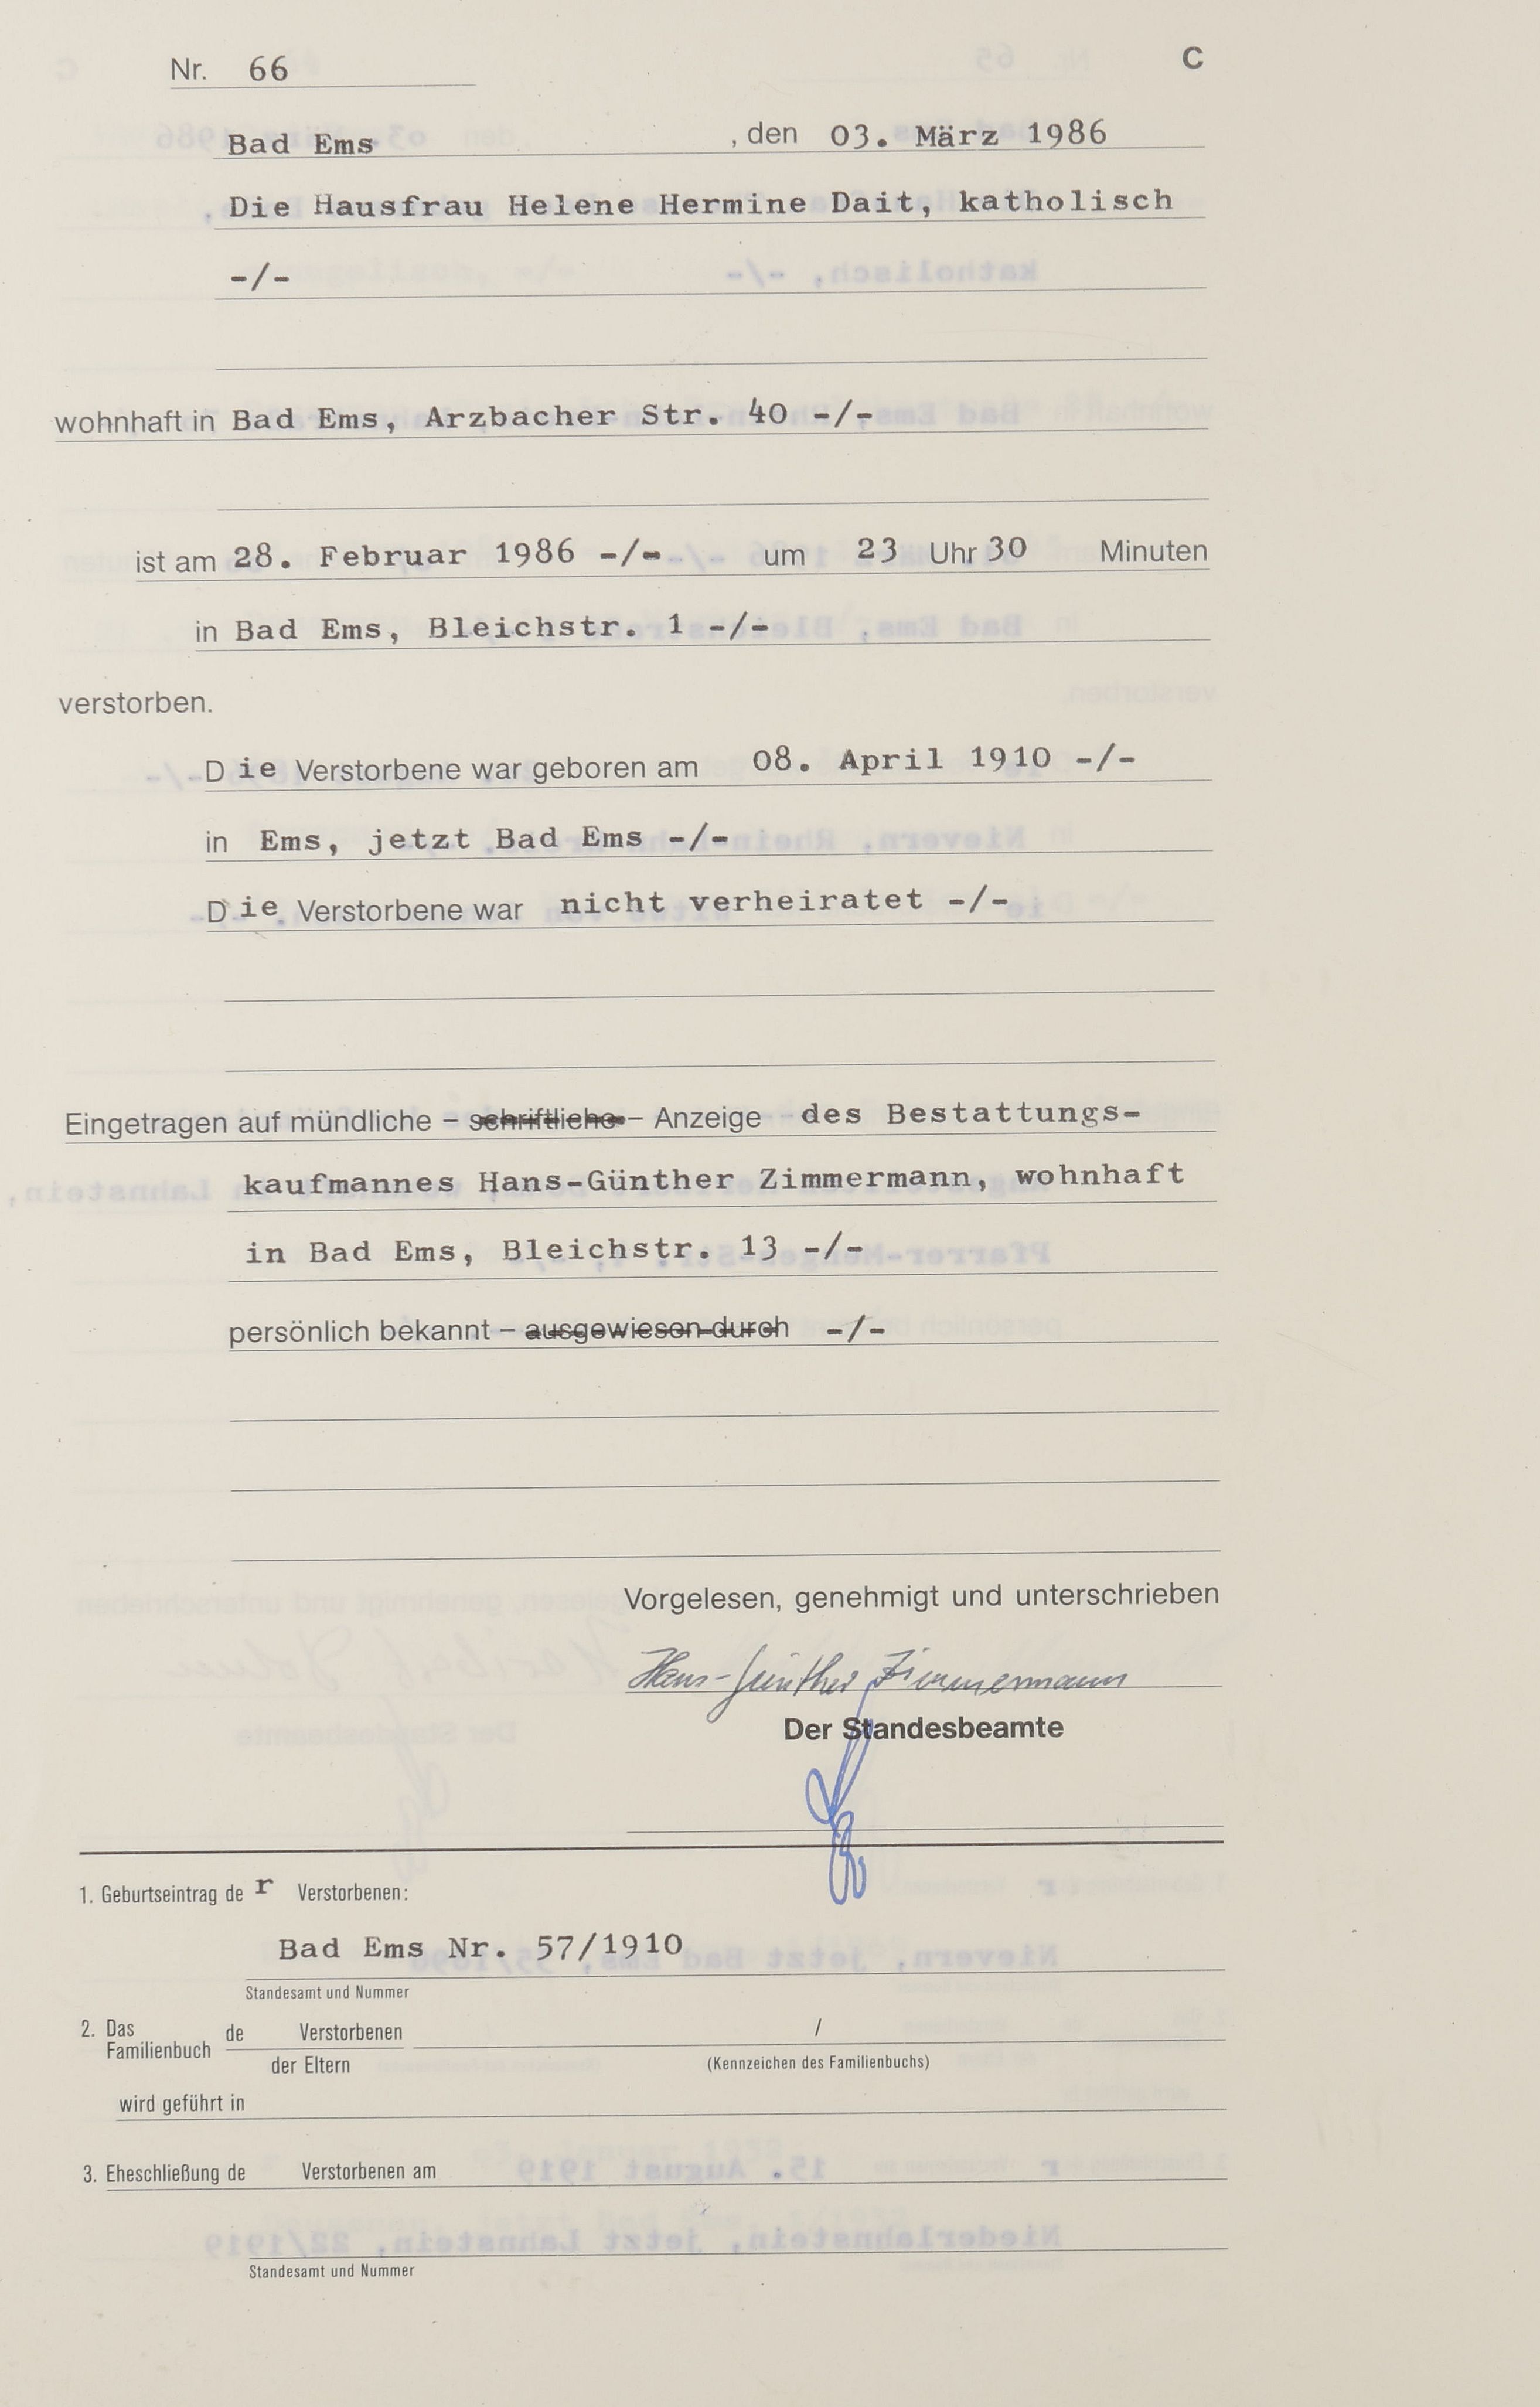 Nr. 66 C
Bad Ems , den 03. März 1986
Die Hausfrau Helene Hermine Dait, katholisch
-/-
wohnhaft in Bad Ems, Arzbacher Str. 40 -/-
ist am 28. Februar 1986 -/- um 23 Uhr 30 Minuten
in Bad Ems, Bleichstr. 1 -/-
verstorben.
Die Verstorbene war geboren am 08. April 1910 -/-
in Ems, jetzt Bad Ems -/-
Die Verstorbene war nicht verheiratet -/-
Eingetragen auf mündliche – schriftliche – Anzeige des Bestattungs-
kaufmannes Hans-Günther Zimmermann, wohnhaft
in Bad Ems, Bleichstr. 13 -/-
persönlich bekannt – ausgewiesen durch -/-
Vorgelesen, genehmigt und unterschrieben
Hans-Günther Zimmermann
Der Standesbeamte
1. Geburtseintrag der Verstorbenen:
Bad Ems Nr. 57/1910
Standesamt und Nummer
2. Das Familienbuch de Verstorbenen /
der Eltern (Kennzeichen des Familienbuchs)
wird geführt in
3. Eheschließung de Verstorbenen am
Standesamt und Nummer